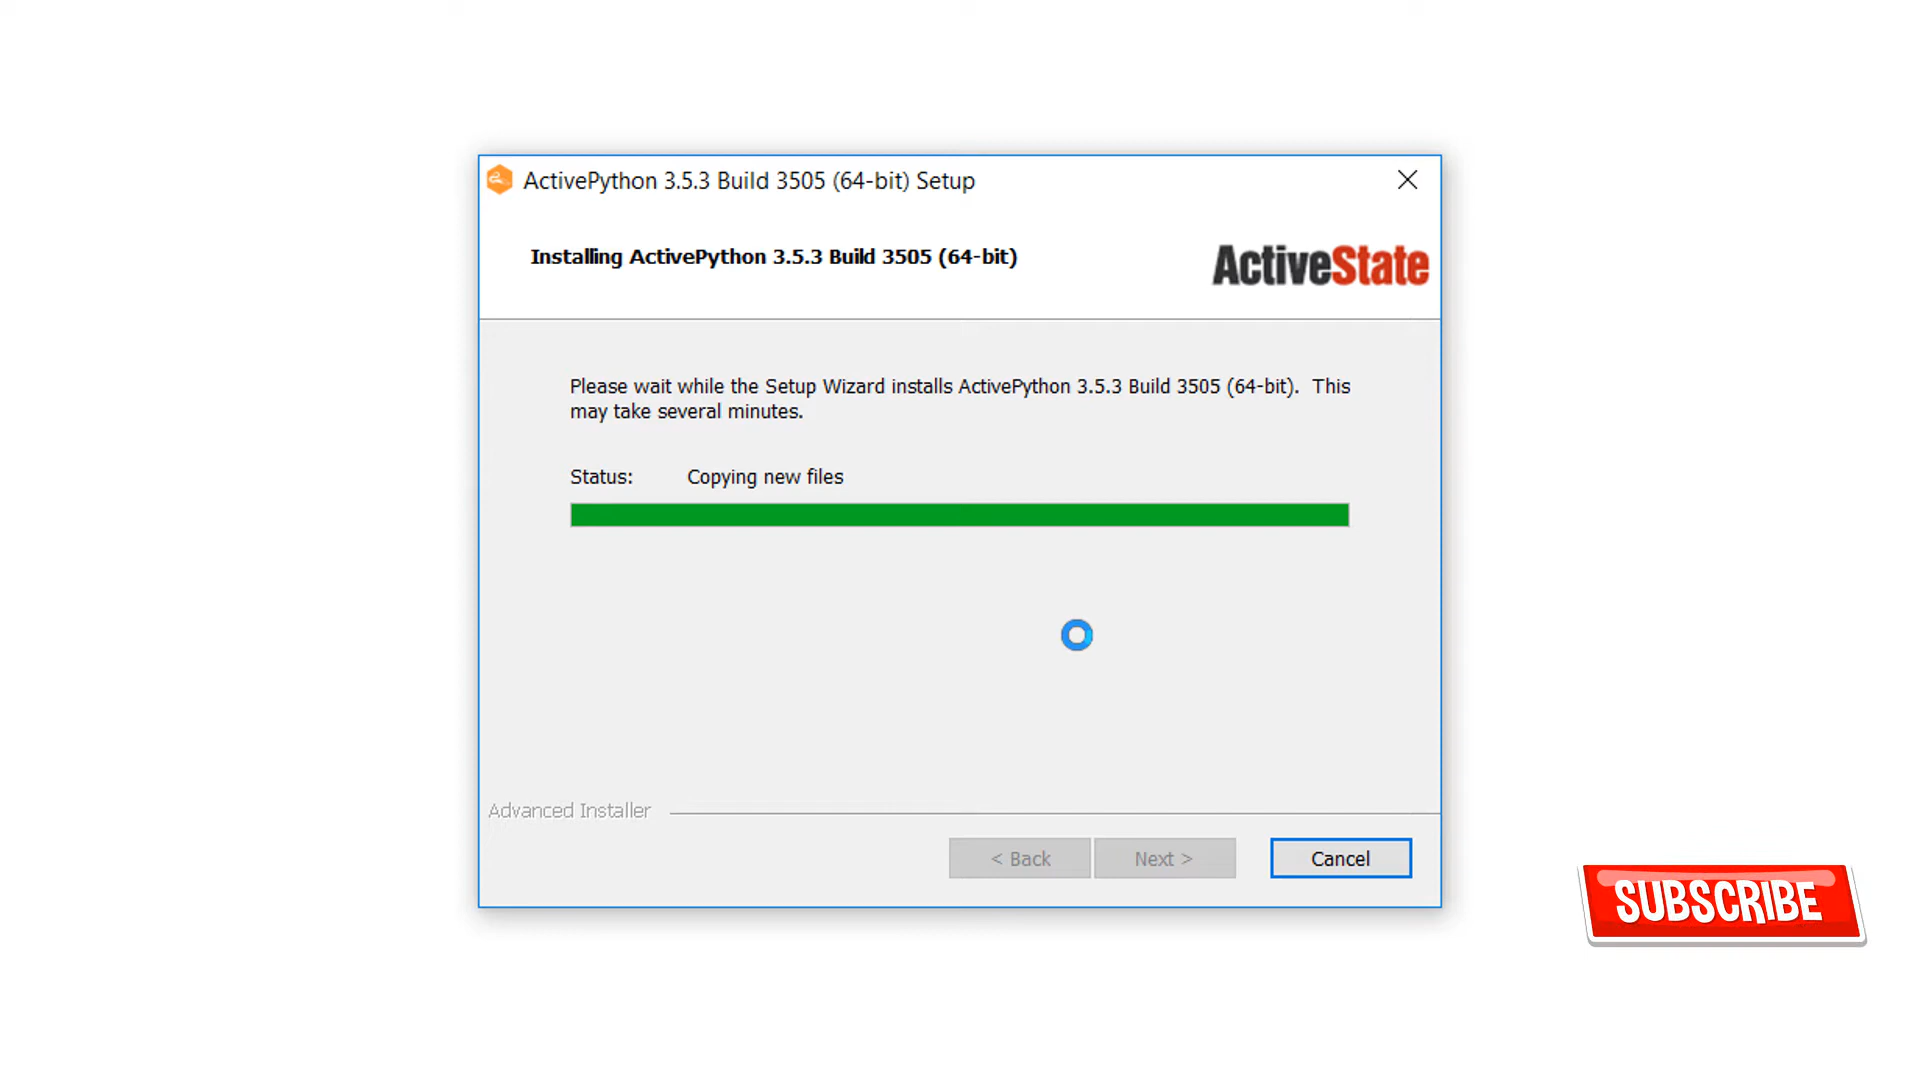 ActivePython 3.5.3 Build 3505 (64-bit) Setup
Installing ActivePython 3.5.3 Build 3505 (64-bit)
ActiveState
Please wait while the Setup Wizard installs ActivePython 3.5.3 Build 3505 (64-bit). This
may take several minutes.
Status: Copying new files
Advanced Installer
< Back Next > Cancel
SUBSCRIBE